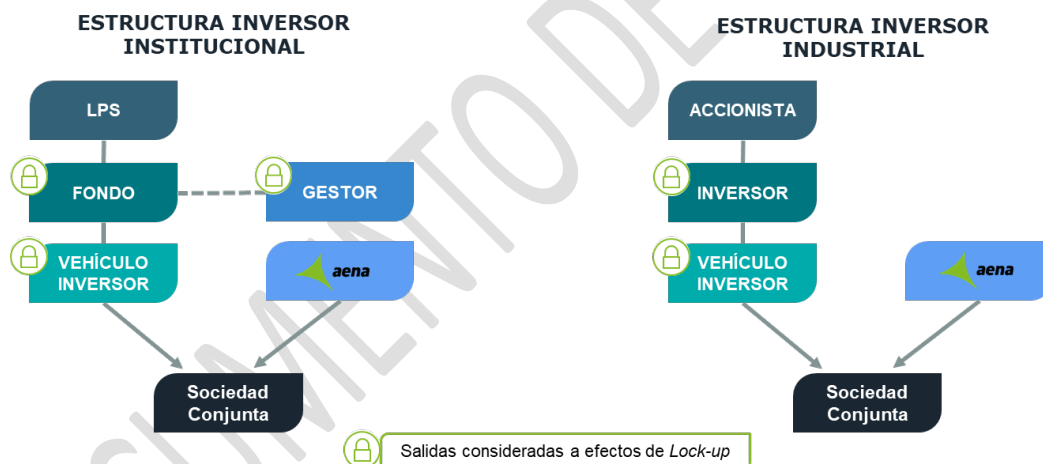 ESTRUCTURA INVERSOR
INSTITUCIONAL
LPS
FONDO
GESTOR
VEHÍCULO
INVERSOR
aena
Sociedad
Conjunta
ESTRUCTURA INVERSOR
INDUSTRIAL
ACCIONISTA
INVERSOR
VEHÍCULO
INVERSOR
aena
Sociedad
Conjunta
Salidas consideradas a efectos de Lock-up